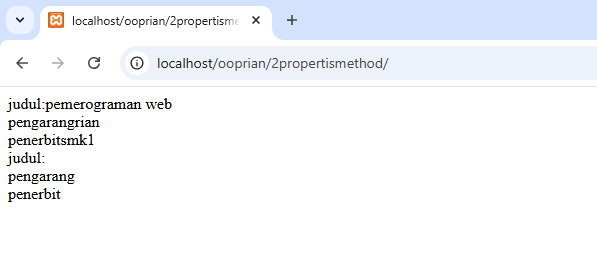 localhost/ooprian/2propertisme
localhost/ooprian/2propertismethod/
judul:pemerograman web
pengarangrian
penerbitsmk1
judul:
pengarang
penerbit